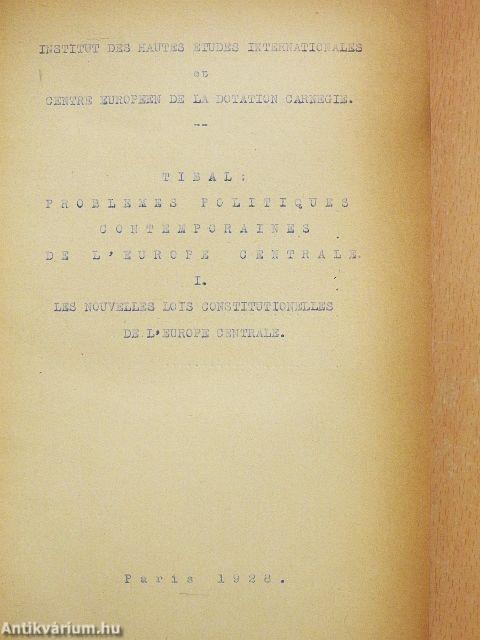 INSTITUT DES HAUTES ETUDES INTERNATIONALES
et
CENTRE EUROPEEN DE LA DOTATION CARNEGIE.
--
TIBAL:
PROBLEMES POLITIQUES
CONTEMPORAINES
DE L'EUROPE CENTRALE.
I.
LES NOUVELLES LOIS CONSTITUTIONELLES
DE L'EUROPE CENTRALE.
Paris 1928.
Antikvárium.hu